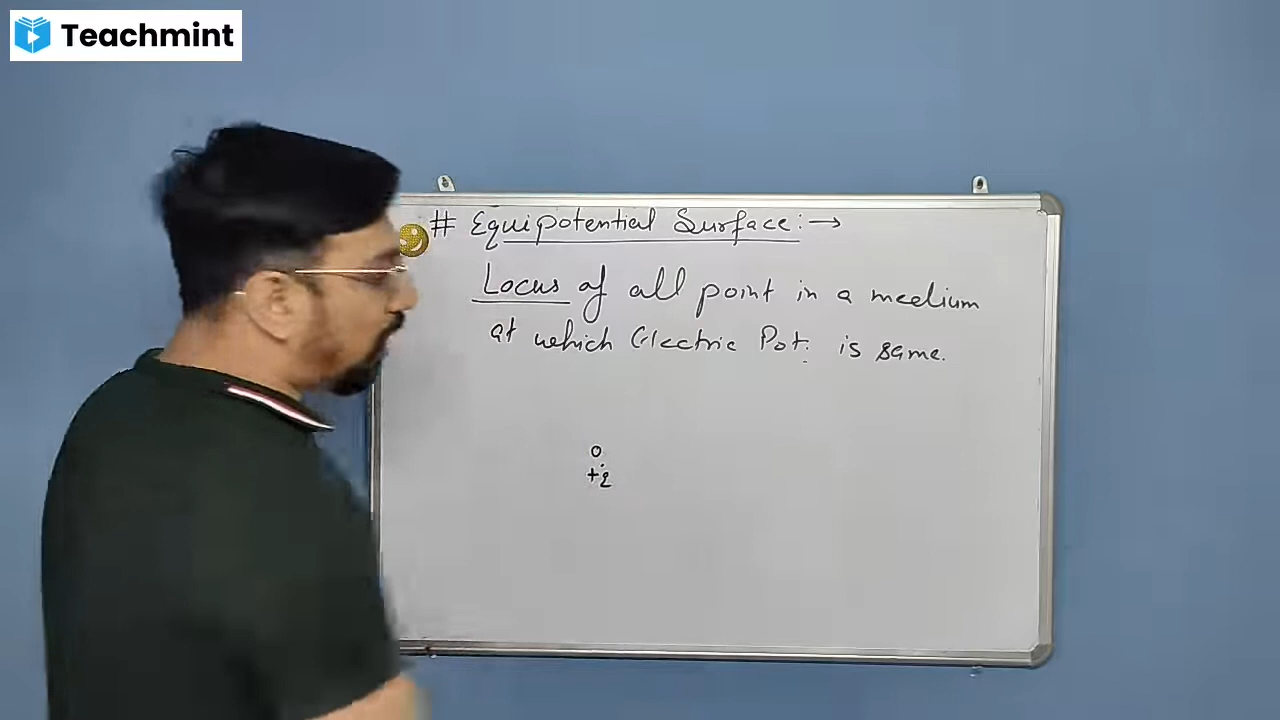 Teachmint
# Equipotential Surface:→
Locus of all point in a medium
at which Electric Pot. is same.
o
+q